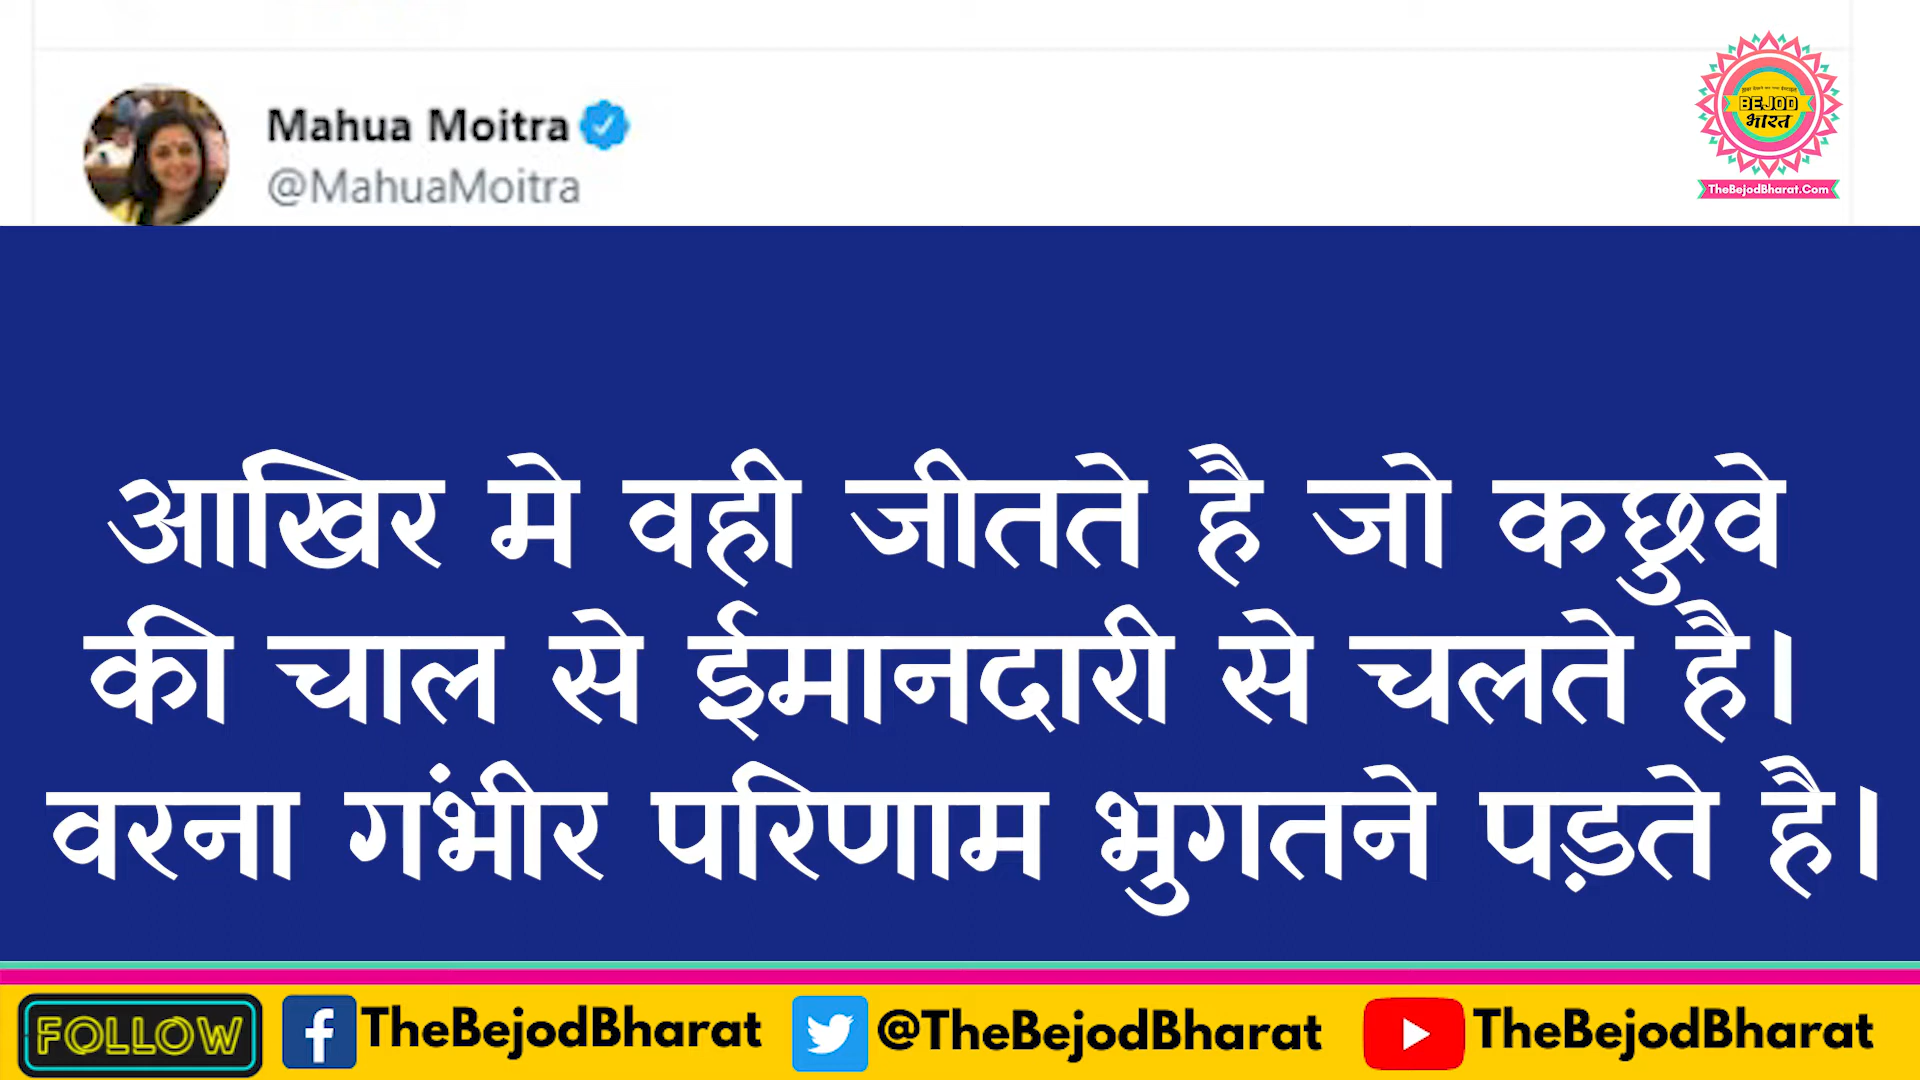 Mahua Moitra
@MahuaMoitra
BEJOD
भारत
TheBejodBharat.Com
आखिर मे वही जीतते है जो कछुवे
की चाल से ईमानदारी से चलते है।
वरना गंभीर परिणाम भुगतने पड़ते है।
FOLLOW TheBejodBharat @TheBejodBharat TheBejodBharat